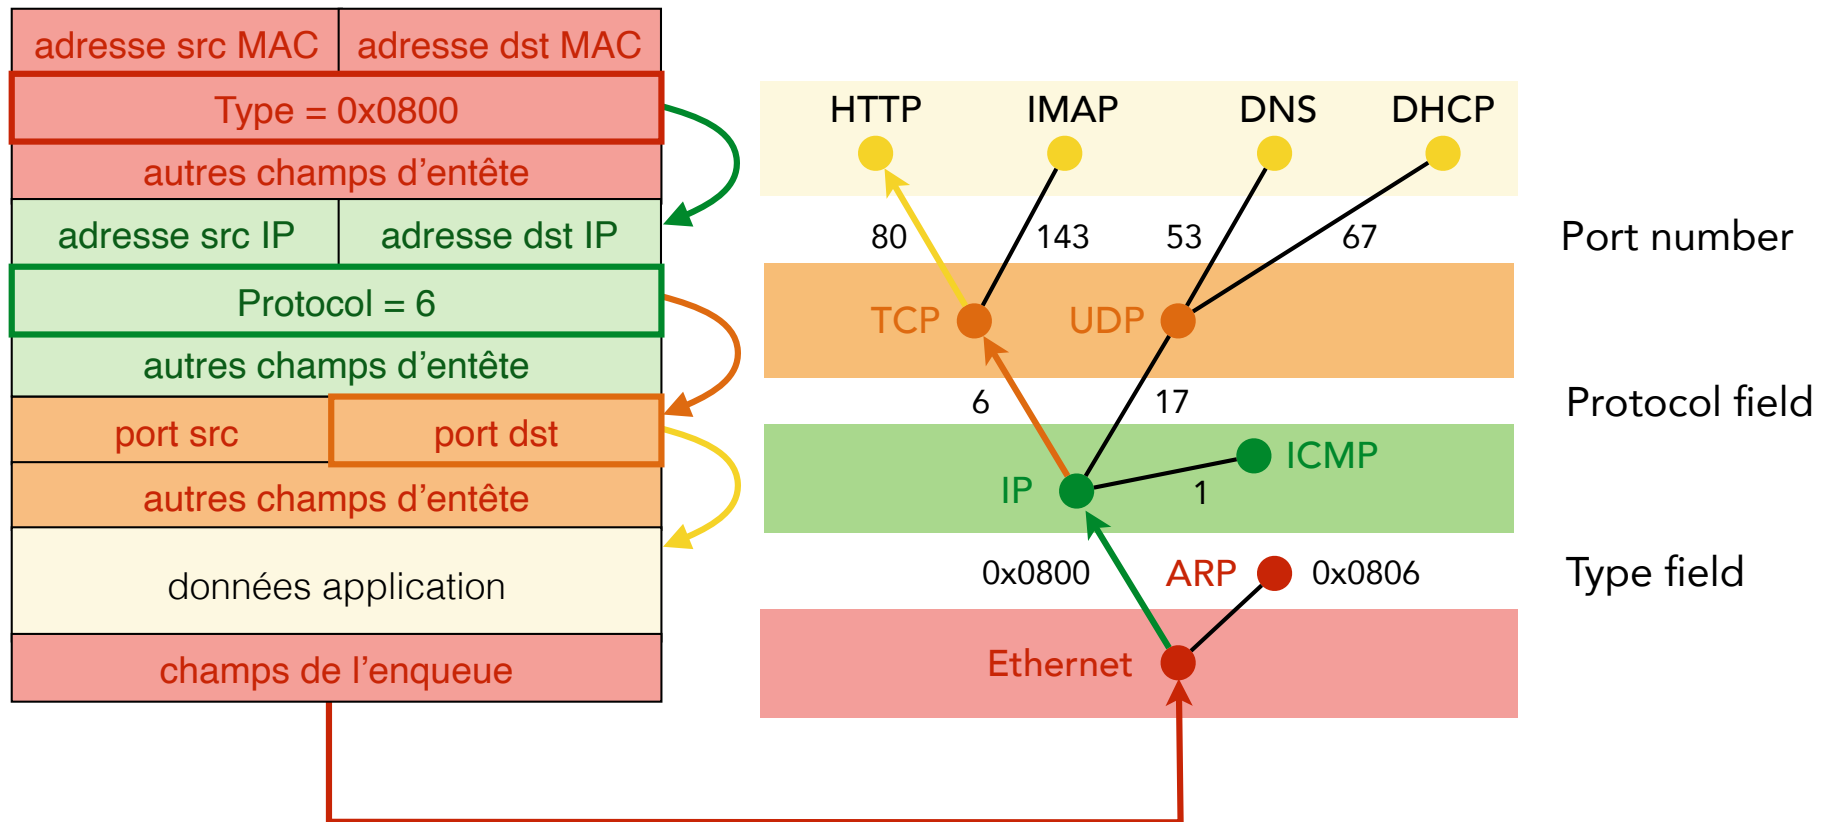 adresse src MAC adresse dst MAC
Type = 0x0800
autres champs d'entête
adresse src IP adresse dst IP
Protocol = 6
autres champs d'entête
port src port dst
autres champs d'entête
données application
champs de l'enqueue
HTTP IMAP DNS DHCP
80 143 53 67 Port number
TCP UDP
6 17 Protocol field
ICMP
IP 1
0x0800 ARP 0x0806 Type field
Ethernet